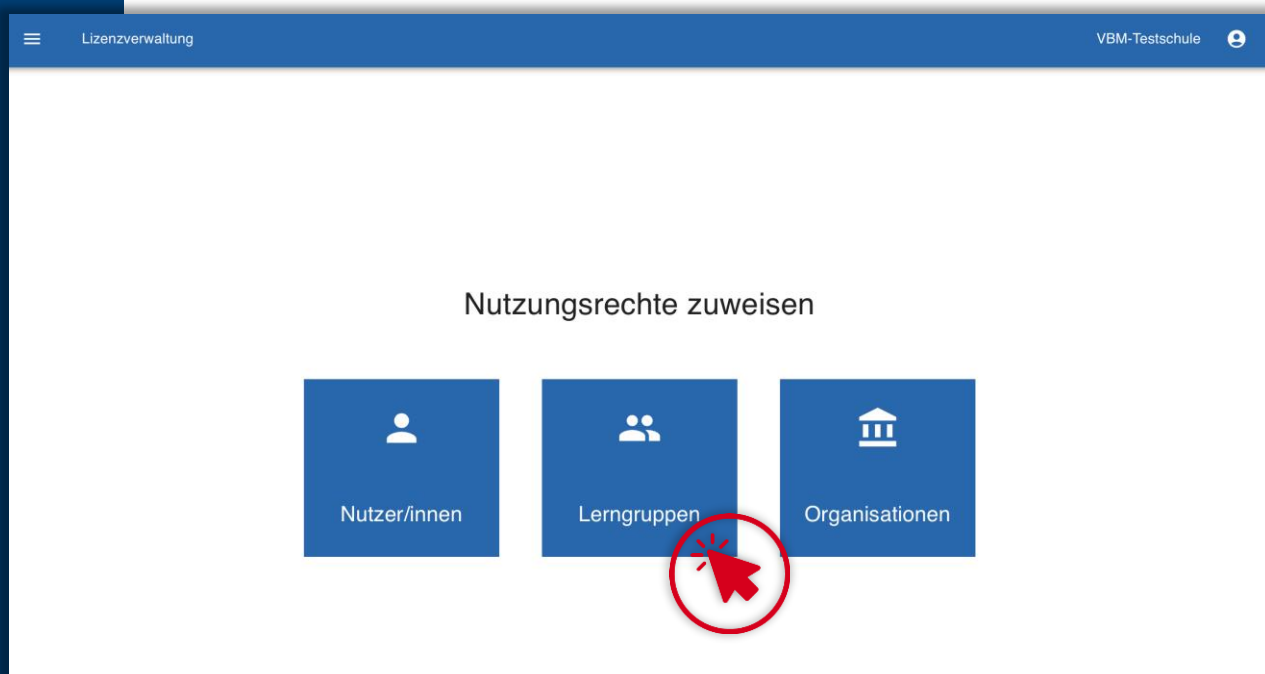 Lizenzverwaltung VBM-Testschule
Nutzungsrechte zuweisen
Nutzer/innen Lerngruppen Organisationen